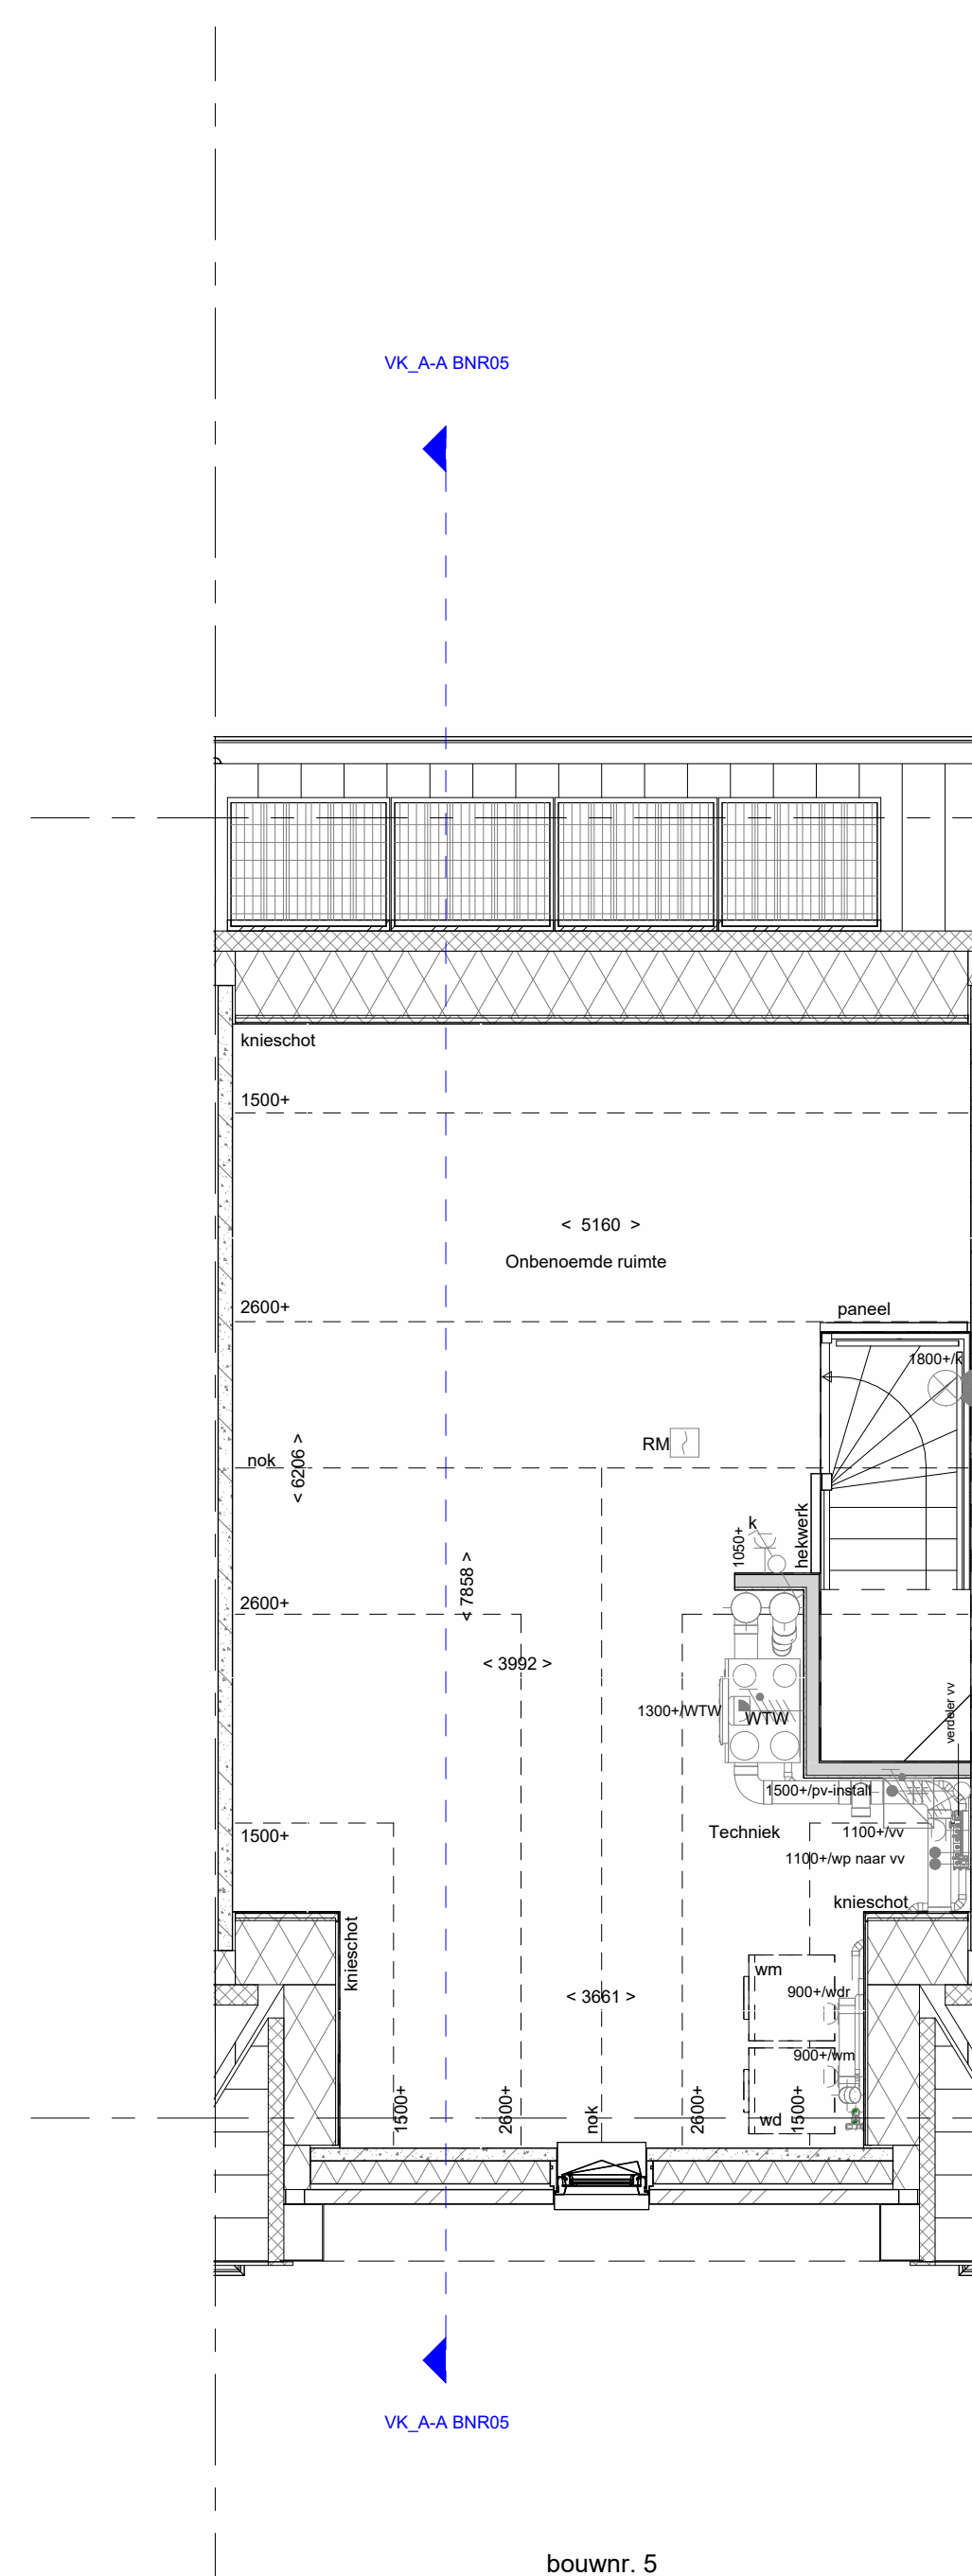 VK_A-A BNR05
knieschot
1500+
< 5160 >
Onbenoemde ruimte
2600+
paneel
1800+/k
RM
nok
< 6206 >
k
1050+
hekwerk
< 7858 >
2600+
< 3992 >
1300+/WTW
WTW
verdeler vv
1500+/pv-install
1500+
Techniek
1100+/vv
1100+/wp naar vv
knieschot
knieschot
wm
900+/wdr
< 3661 >
900+/wm
1500+
2600+
nok
2600+
wd
1500+
VK_A-A BNR05
bouwnr. 5